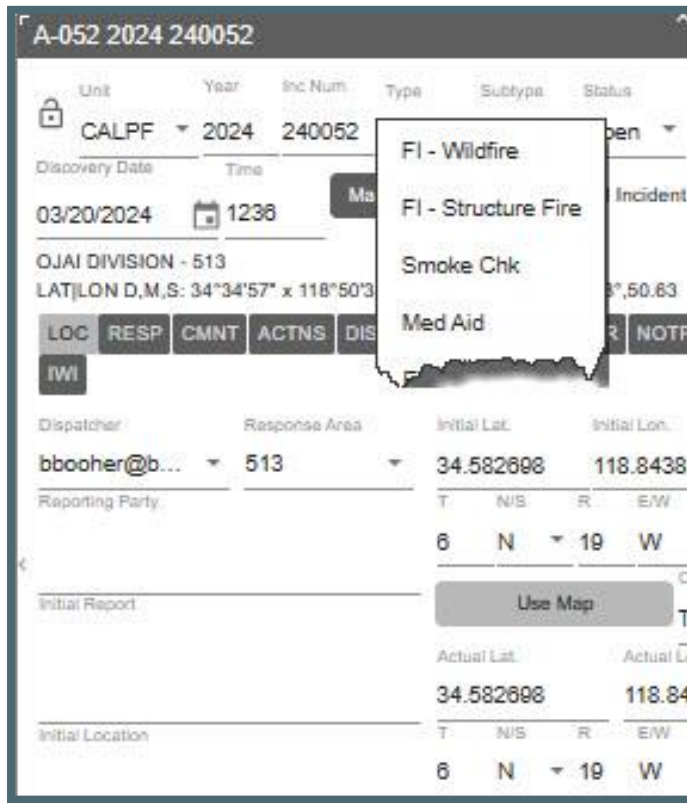 A-052 2024 240052
Unit Year Inc Num Type Subtype Status
CALPF 2024 240052 pen
FI - Wildfire
FI - Structure Fire
Smoke Chk
Med Aid
Discovery Date Time
03/20/2024 1236 Ma Incident
OJAI DIVISION - 513
LAT|LON D,M,S: 34°34'57" x 118°50'3 ,50.63
LOC RESP CMNT ACTNS DIS R NOTF
IWI
Dispatcher Response Area Initial Lat. Initial Lon.
bbooher@b... 513 34.582698 118.8438
Reporting Party T N/S R E/W
6 N 19 W
Initial Report Use Map
Actual Lat. Actual L
34.582698 118.84
Initial Location T N/S R E/W
6 N 19 W